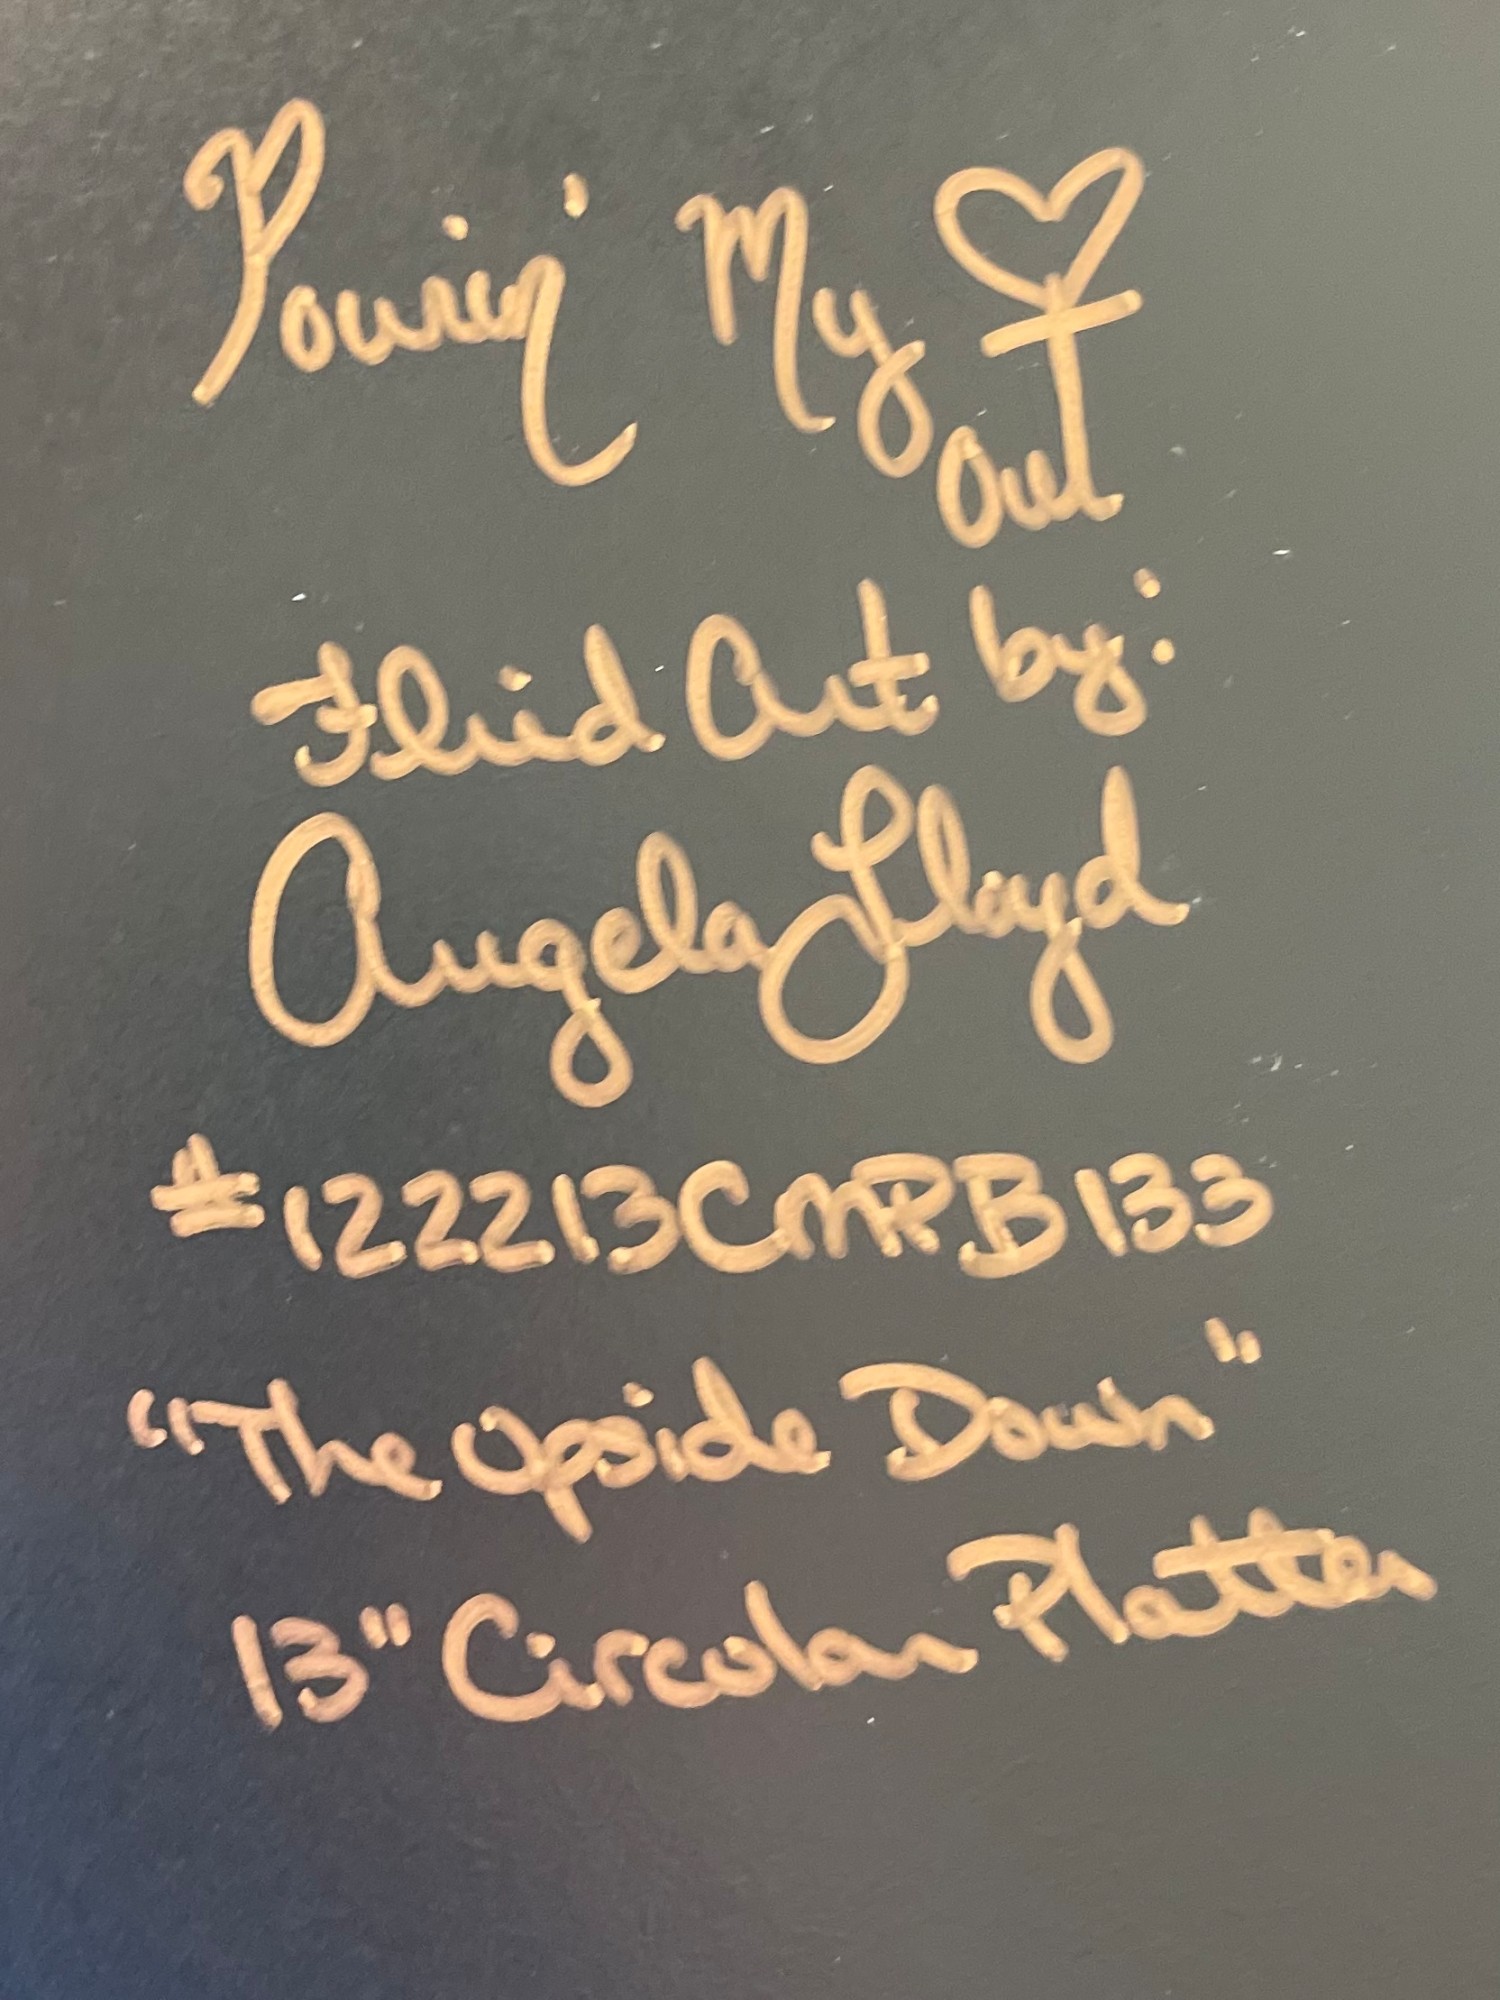 Pourin' My ♡
Out
Fluid Art by:
Angela Lloyd
#122213CMRB133
"The Upside Down"
13" Circular Platter